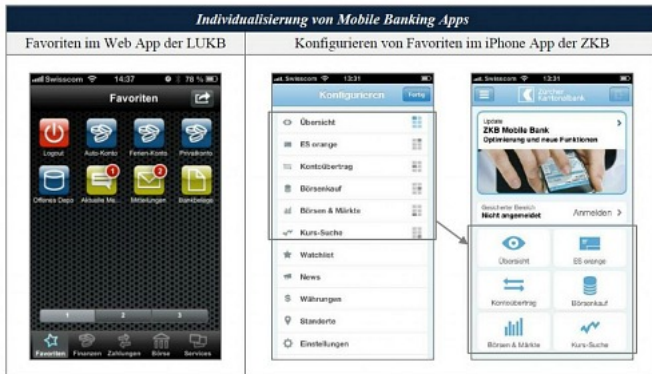 Individualisierung von Mobile Banking Apps
Favoriten im Web App der LUKB
Konfigurieren von Favoriten im iPhone App der ZKB
Swisscom 14:37 78 %
Favoriten
Logout Auto-Konto Ferien-Konto Privatkonto
1 2
Offenes Depo Aktuelle Me... Mitteilungen Bankbelege
1 2 3
Favoriten Finanzen Zahlungen Börse Services
Swisscom 13:31
Konfigurieren Fertig
Übersicht
ES orange
Kontoübertrag
Börsenkauf
Börsen & Märkte
Kurs-Suche
Watchlist
News
Währungen
Standorte
Einstellungen
Swisscom 13:31
Zürcher
Kantonalbank
Update
ZKB Mobile Bank
Optimierung und neue Funktionen
Gesicherter Bereich
Nicht angemeldet Anmelden
Übersicht ES orange
Kontoübertrag Börsenkauf
Börsen & Märkte Kurs-Suche